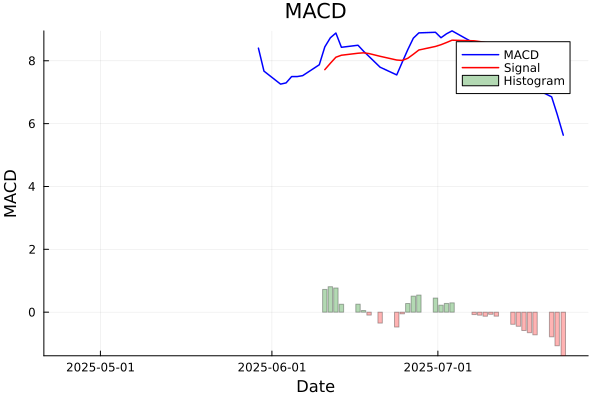 MACD
MACD
Signal
Histogram
8
6
4
2
0
MACD
2025-05-01
2025-06-01
2025-07-01
Date